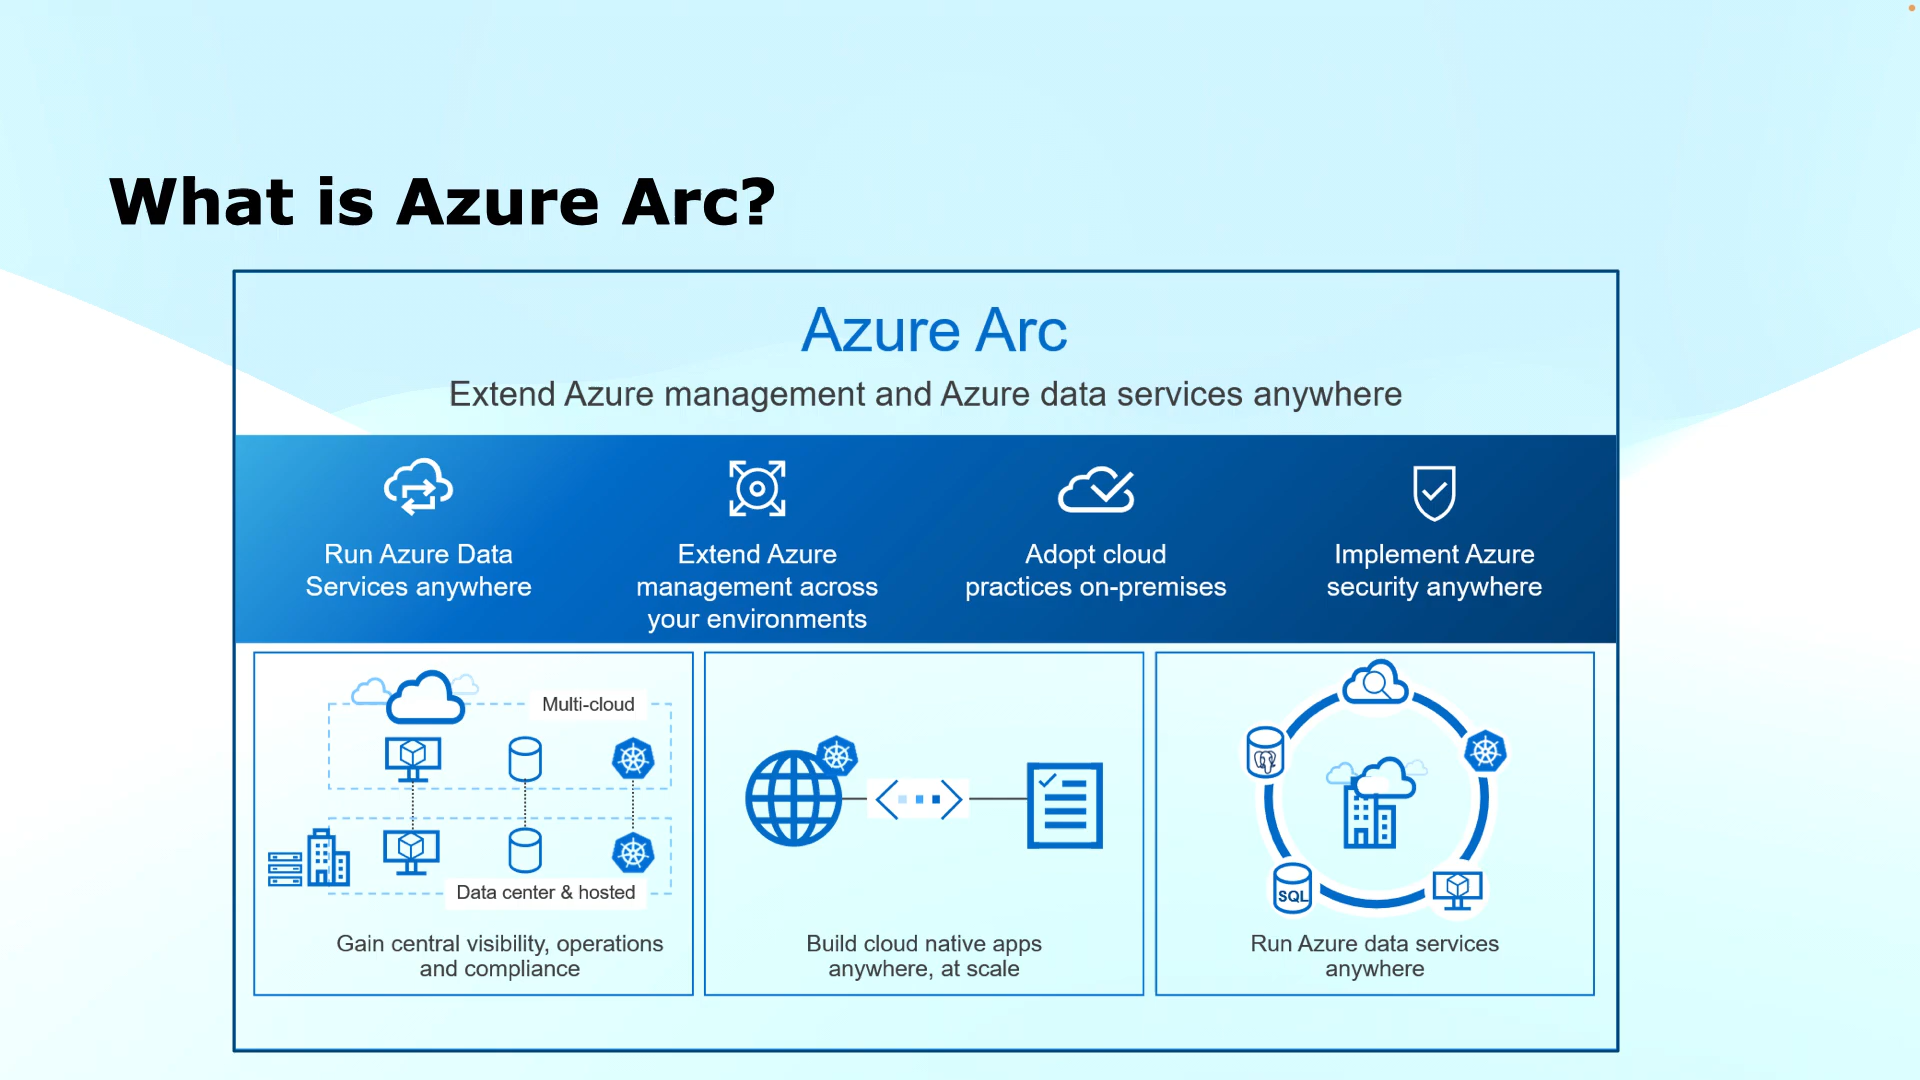 What is Azure Arc?
Azure Arc
Extend Azure management and Azure data services anywhere
Run Azure Data
Services anywhere
Extend Azure
management across
your environments
Adopt cloud
practices on-premises
Implement Azure
security anywhere
Multi-cloud
Data center & hosted
Gain central visibility, operations
and compliance
Build cloud native apps
anywhere, at scale
SQL
Run Azure data services
anywhere